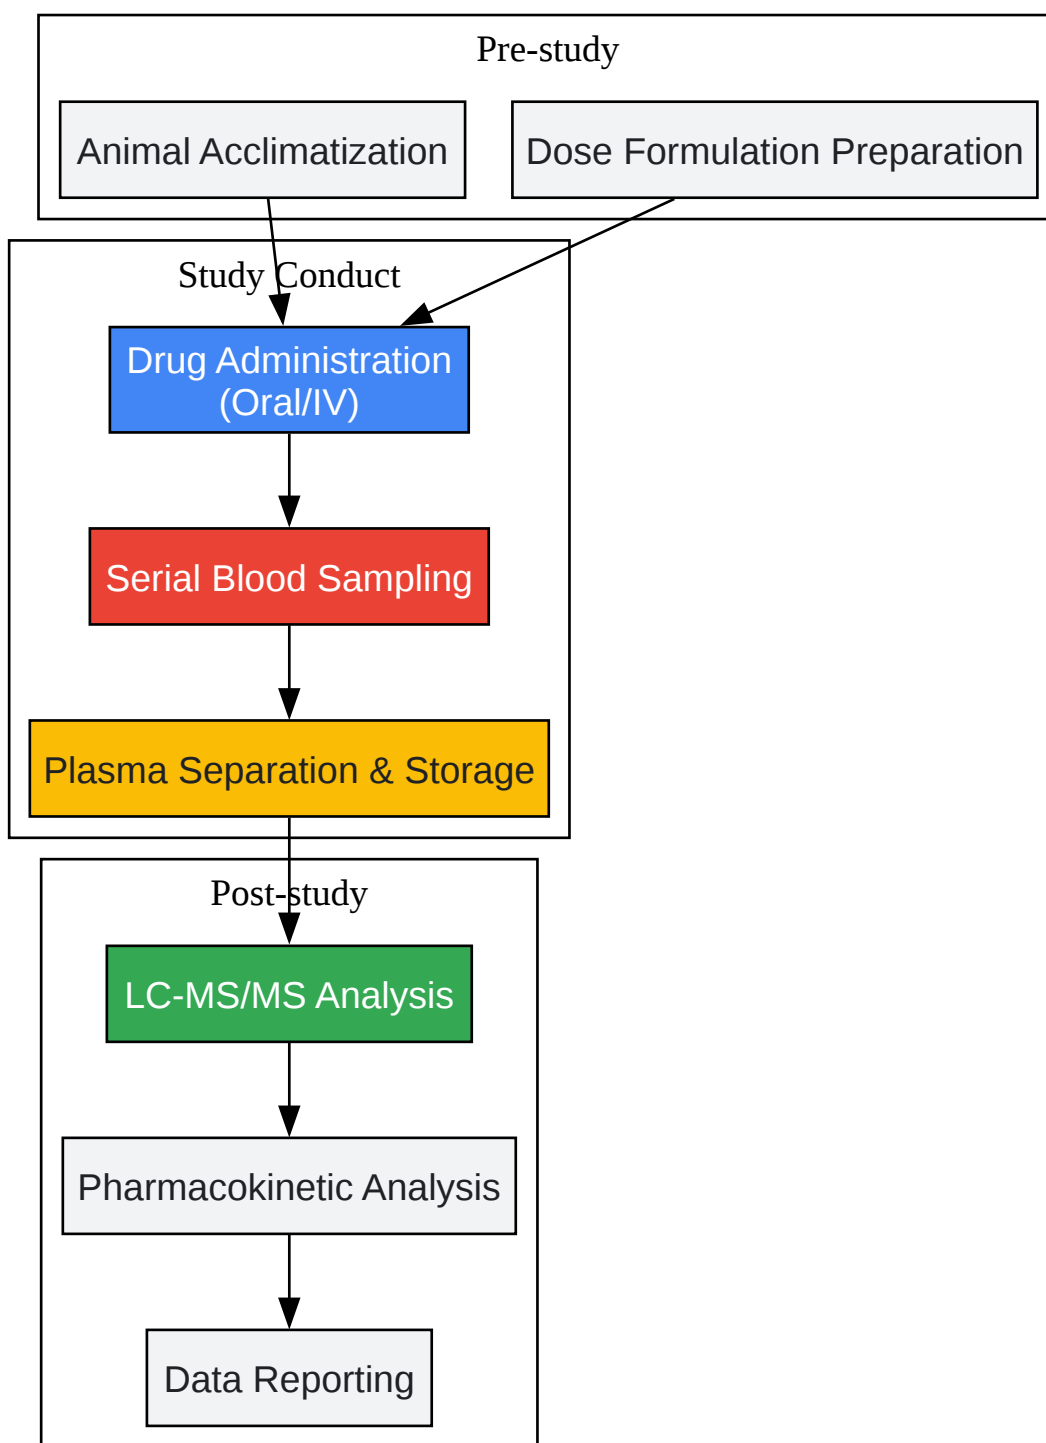 Pre-study
Animal Acclimatization
Dose Formulation Preparation
Study Conduct
Drug Administration
(Oral/IV)
Serial Blood Sampling
Plasma Separation & Storage
Post-study
LC-MS/MS Analysis
Pharmacokinetic Analysis
Data Reporting